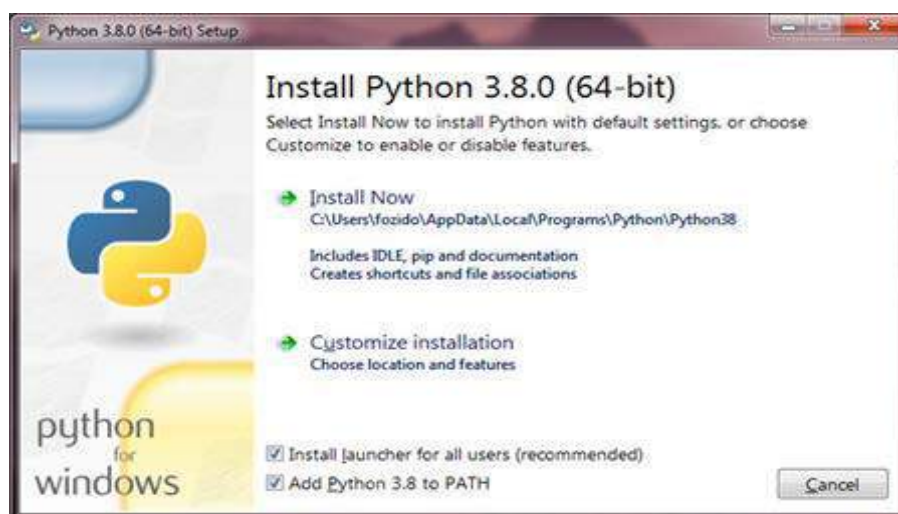 Python 3.8.0 (64-bit) Setup
Install Python 3.8.0 (64-bit)
Select Install Now to install Python with default settings, or choose
Customize to enable or disable features.
Install Now
C:\Users\fozido\AppData\Local\Programs\Python\Python38
Includes IDLE, pip and documentation
Creates shortcuts and file associations
Customize installation
Choose location and features
python
for
windows
Install launcher for all users (recommended)
Add Python 3.8 to PATH
Cancel